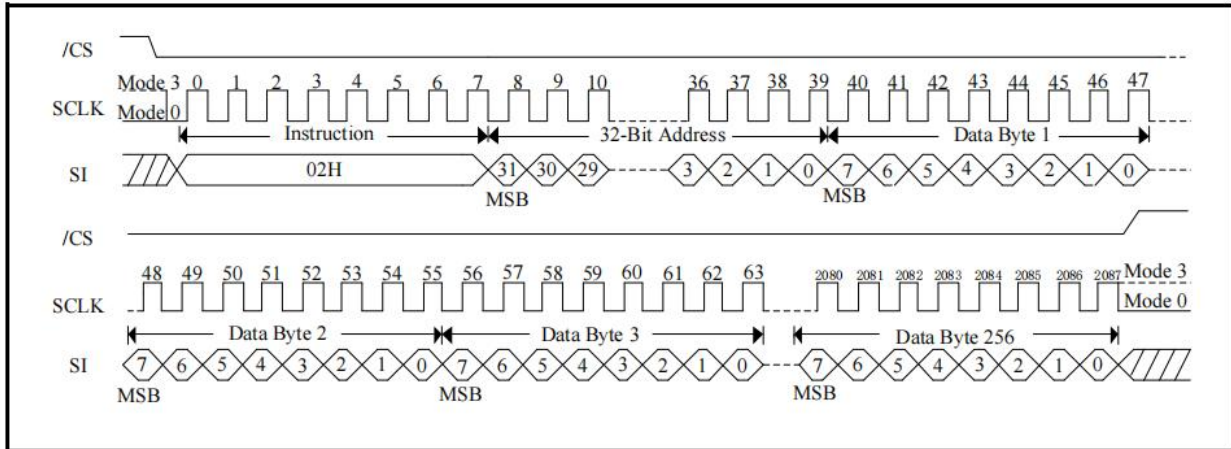 /CS
Mode 3 0 1 2 3 4 5 6 7 8 9 10 36 37 38 39 40 41 42 43 44 45 46 47
SCLK Mode 0
Instruction 32-Bit Address Data Byte 1
SI 02H 31 30 29 3 2 1 0 7 6 5 4 3 2 1 0
MSB MSB
/CS
48 49 50 51 52 53 54 55 56 57 58 59 60 61 62 63 2080 2081 2082 2083 2084 2085 2086 2087 Mode 3
SCLK Mode 0
Data Byte 2 Data Byte 3 Data Byte 256
SI 7 6 5 4 3 2 1 0 7 6 5 4 3 2 1 0 7 6 5 4 3 2 1 0
MSB MSB MSB